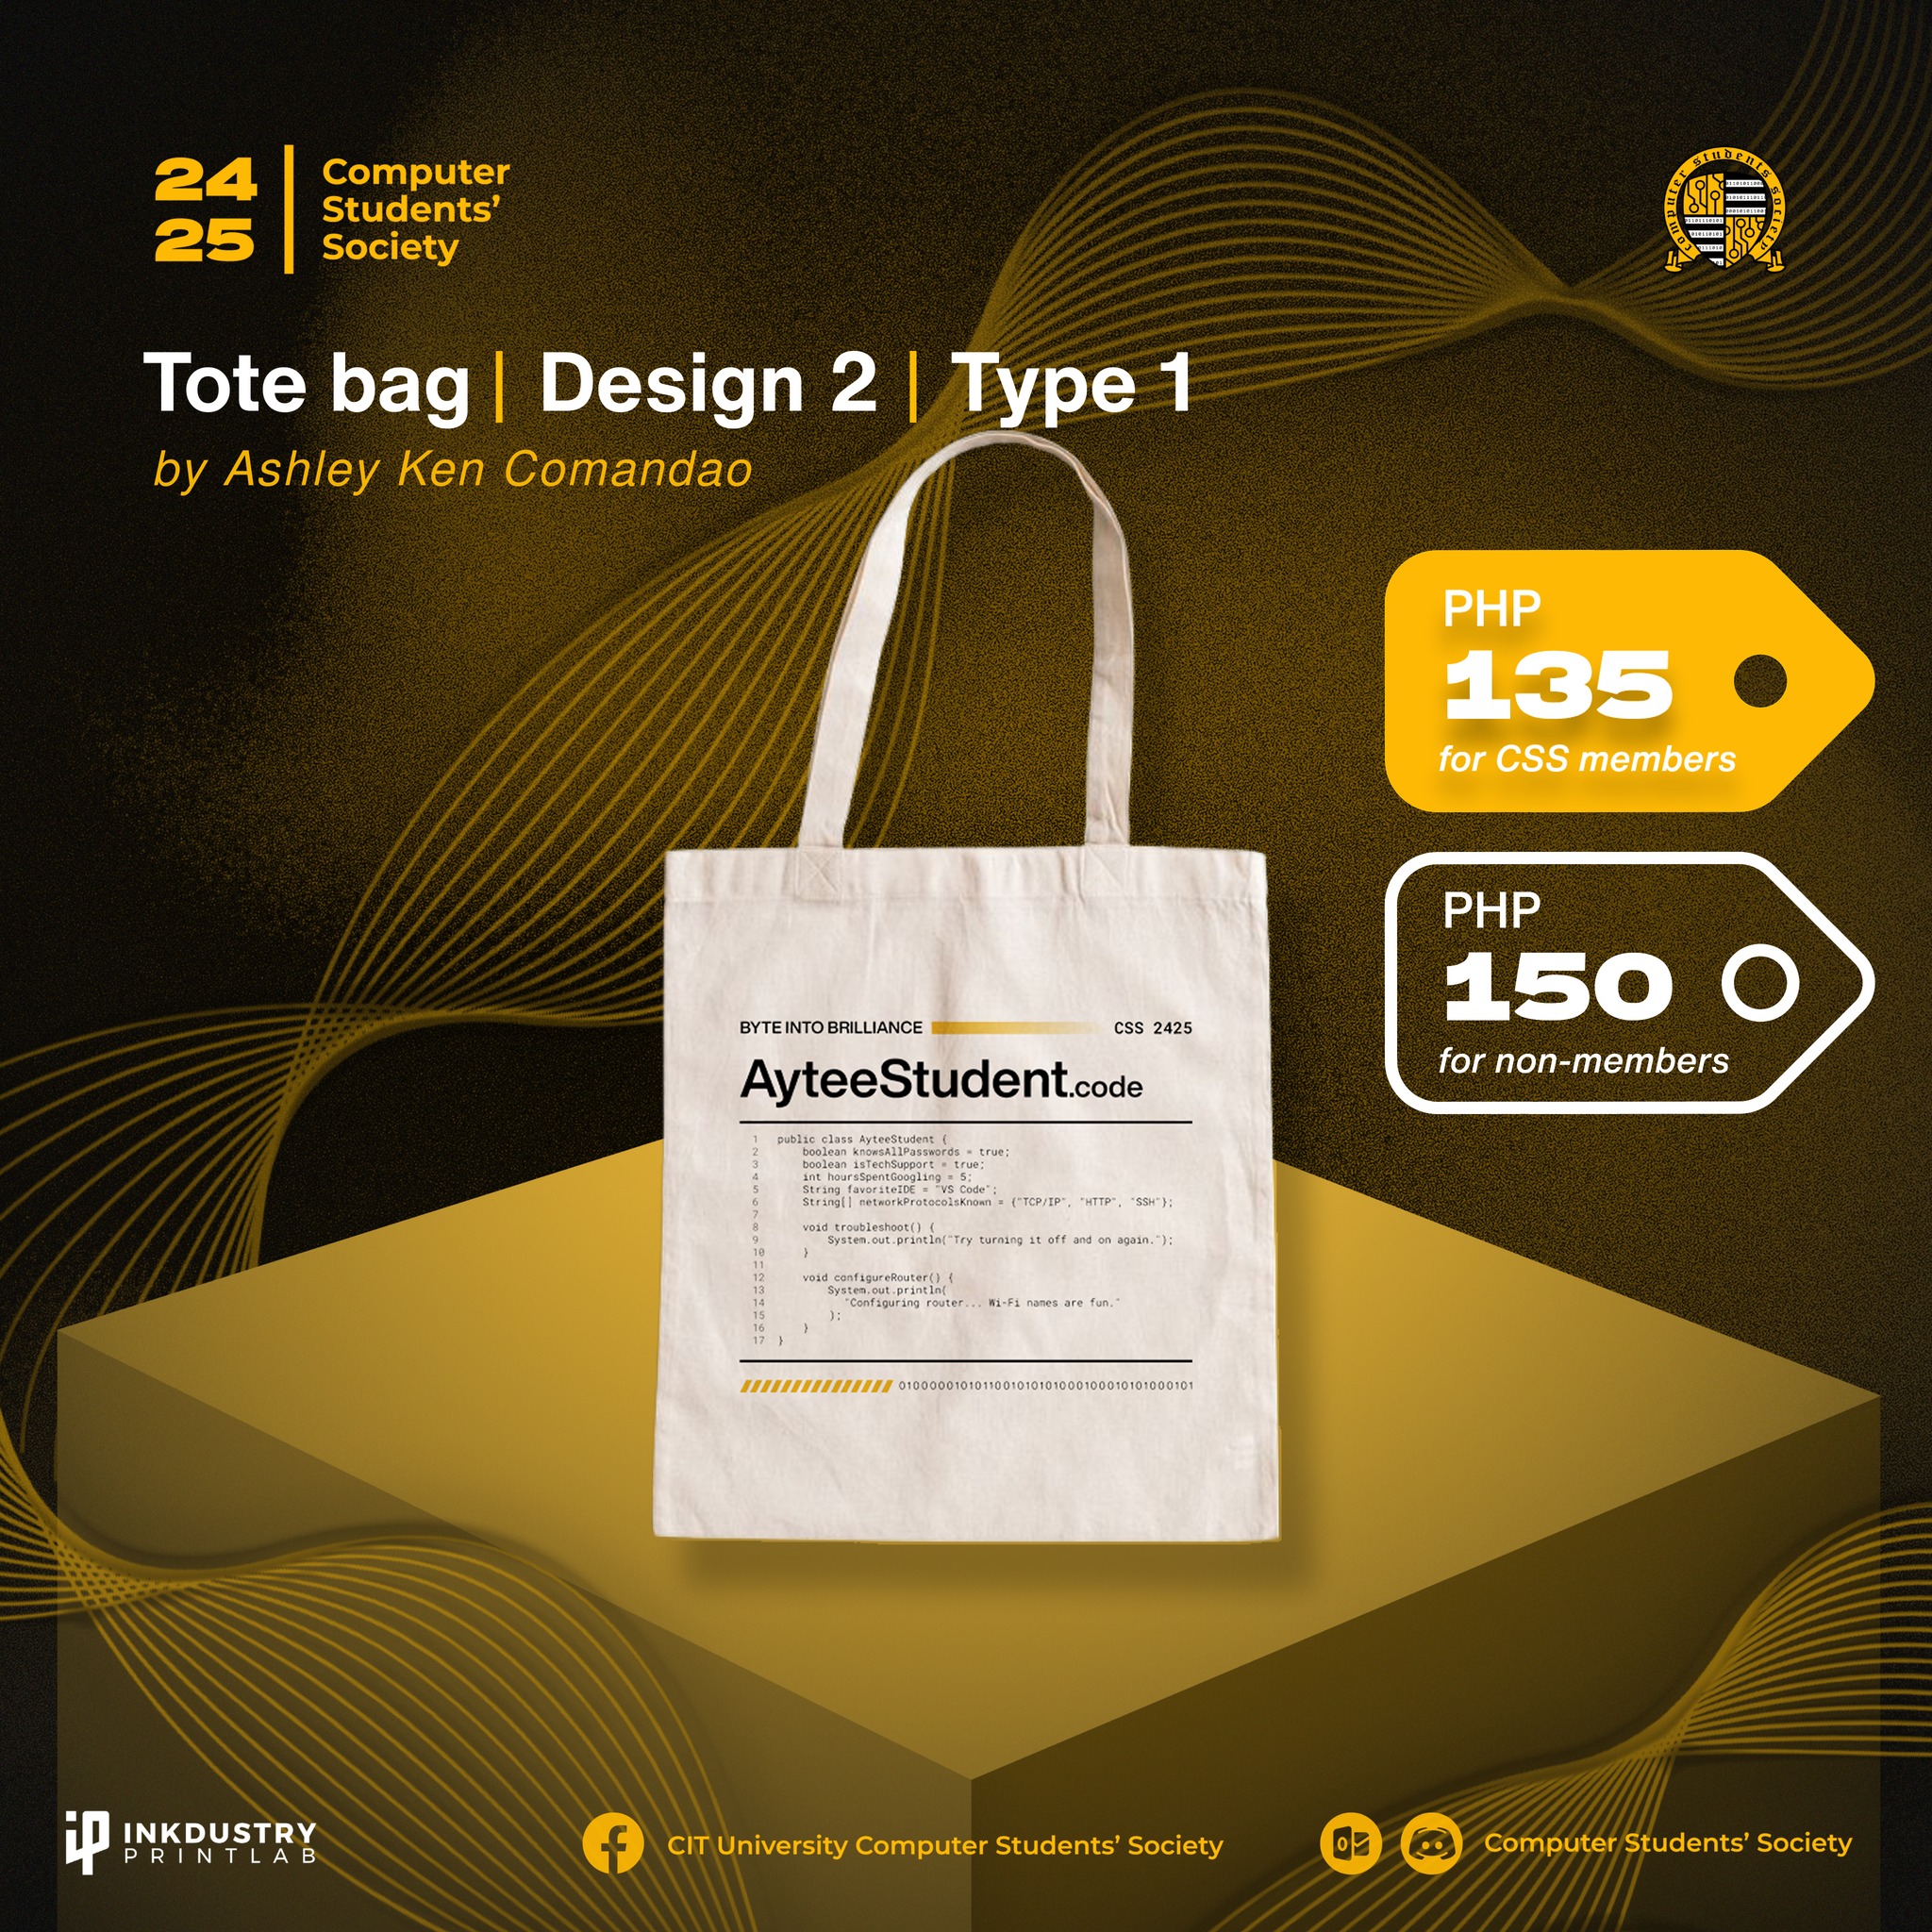 24
25
Computer
Students'
Society
computer students society
Tote bag | Design 2 | Type 1
by Ashley Ken Comandao
PHP
135
for CSS members
PHP
150
for non-members
BYTE INTO BRILLIANCE CSS 2425
AyteeStudent.code
1 public class AyteeStudent {
2 boolean knowsAllPasswords = true;
3 boolean isTechSupport = true;
4 int hoursSpentGoogling = 5;
5 String favoriteIDE = "VS Code";
6 String[] networkProtocolsKnown = {"TCP/IP", "HTTP", "SSH"};
7
8 void troubleshoot() {
9 System.out.println("Try turning it off and on again.");
10 }
11
12 void configureRouter() {
13 System.out.println(
14 "Configuring router... Wi-Fi names are fun."
15 );
16 }
17 }
iP INKDUSTRY
PRINTLAB
CIT University Computer Students' Society
Computer Students' Society